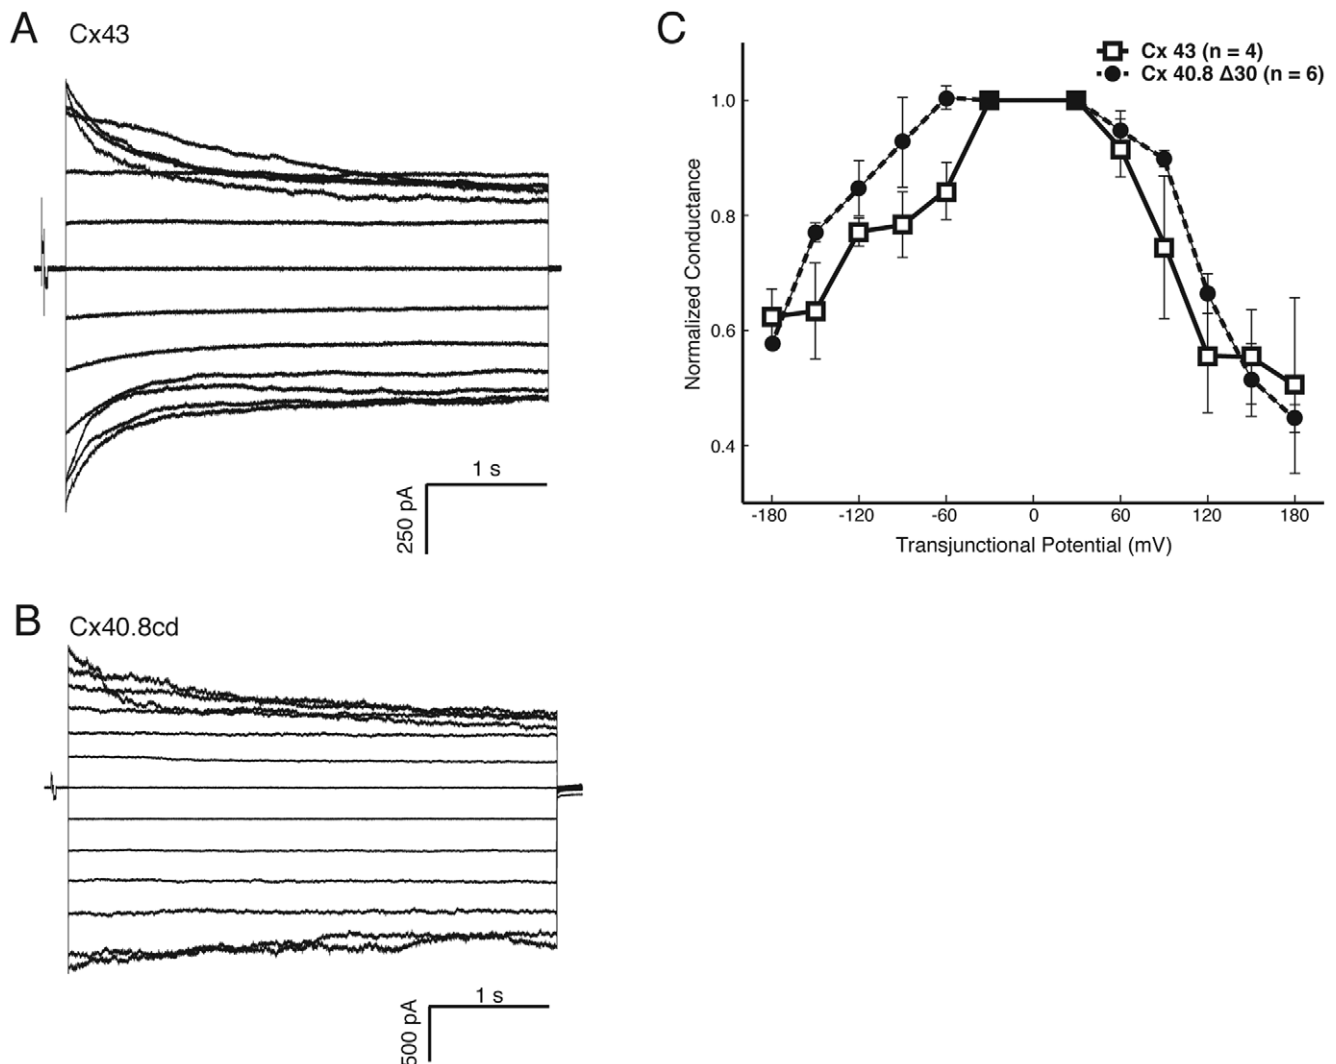 A Cx43
1 s
250 pA
B Cx40.8cd
1 s
500 pA
C
Cx 43 (n = 4)
Cx 40.8 Δ30 (n = 6)
1.0
0.8
0.6
0.4
Normalized Conductance
-180 -120 -60 0 60 120 180
Transjunctional Potential (mV)